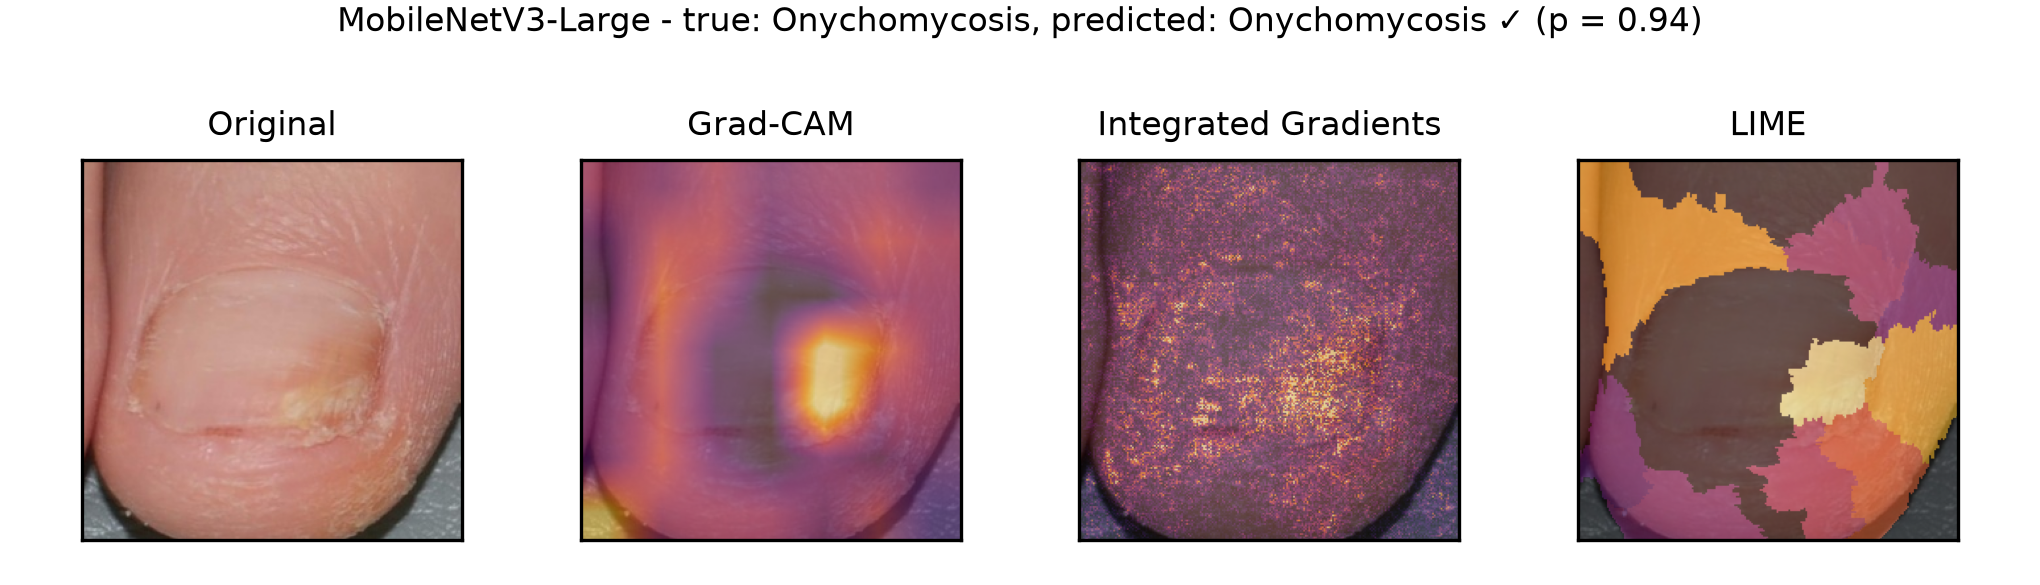 MobileNetV3-Large - true: Onychomycosis, predicted: Onychomycosis ✓ (p = 0.94)
Original
Grad-CAM
Integrated Gradients
LIME